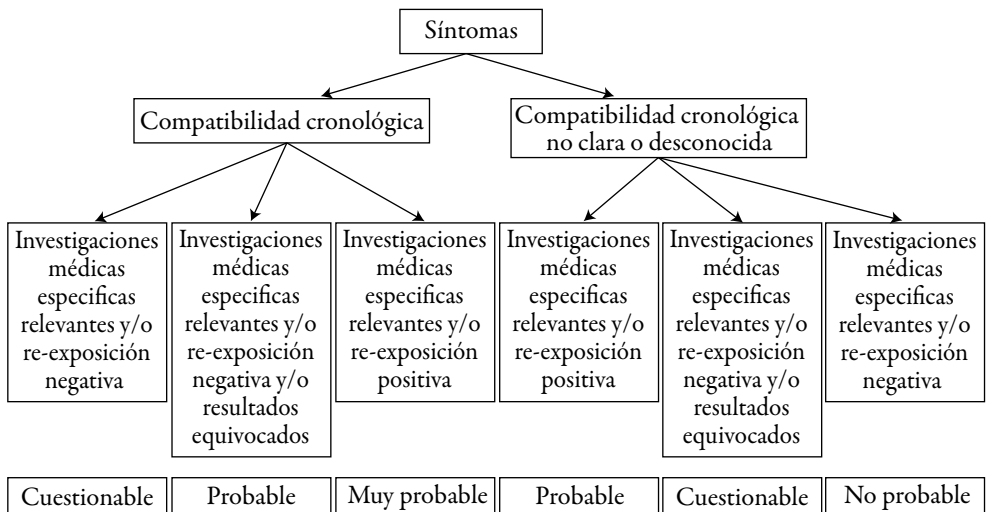 Síntomas
Compatibilidad cronológica
Compatibilidad cronológica
no clara o desconocida
Investigaciones
médicas
especificas
relevantes y/o
re-exposición
negativa
Investigaciones
médicas
especificas
relevantes y/o
re-exposición
negativa y/o
resultados
equivocados
Investigaciones
médicas
especificas
relevantes y/o
re-exposición
positiva
Investigaciones
médicas
especificas
relevantes y/o
re-exposición
positiva
Investigaciones
médicas
especificas
relevantes y/o
re-exposición
negativa y/o
resultados
equivocados
Investigaciones
médicas
especificas
relevantes y/o
re-exposición
negativa
Cuestionable
Probable
Muy probable
Probable
Cuestionable
No probable